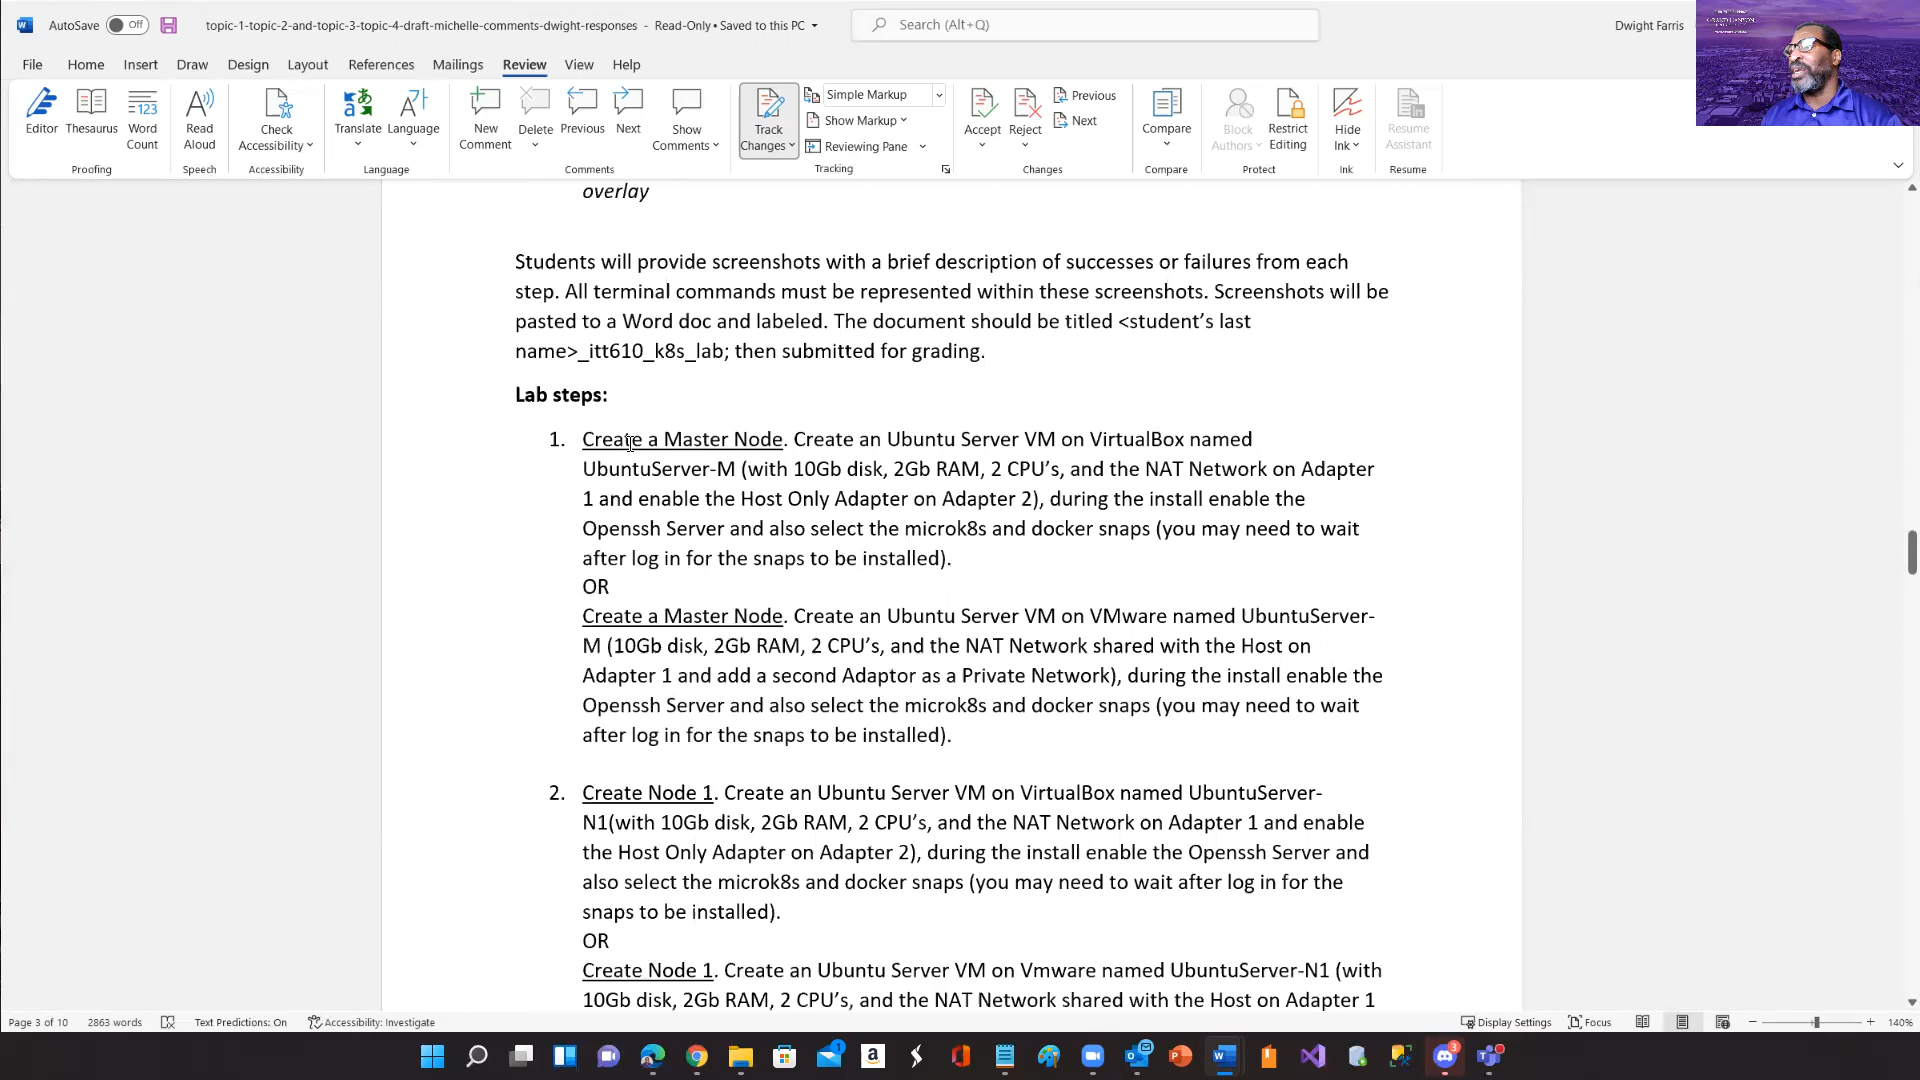 AutoSave Off topic-1-topic-2-and-topic-3-topic-4-draft-michelle-comments-dwight-responses - Read-Only • Saved to this PC Search (Alt+Q) Dwight Farris
File Home Insert Draw Design Layout References Mailings Review View Help
Editor Thesaurus Word Count
Proofing
Read Aloud
Speech
Check Accessibility
Accessibility
Translate Language
Language
New Comment Delete Previous Next Show Comments
Comments
Track Changes
Simple Markup
Show Markup
Reviewing Pane
Tracking
Accept Reject
Previous
Next
Changes
Compare
Compare
Block Authors Restrict Editing
Protect
Hide Ink
Ink
Resume Assistant
Resume
overlay
Students will provide screenshots with a brief description of successes or failures from each
step. All terminal commands must be represented within these screenshots. Screenshots will be
pasted to a Word doc and labeled. The document should be titled <student’s last
name>_itt610_k8s_lab; then submitted for grading.
Lab steps:
1. Create a Master Node. Create an Ubuntu Server VM on VirtualBox named
UbuntuServer-M (with 10Gb disk, 2Gb RAM, 2 CPU’s, and the NAT Network on Adapter
1 and enable the Host Only Adapter on Adapter 2), during the install enable the
Openssh Server and also select the microk8s and docker snaps (you may need to wait
after log in for the snaps to be installed).
OR
Create a Master Node. Create an Ubuntu Server VM on VMware named UbuntuServer-
M (10Gb disk, 2Gb RAM, 2 CPU’s, and the NAT Network shared with the Host on
Adapter 1 and add a second Adaptor as a Private Network), during the install enable the
Openssh Server and also select the microk8s and docker snaps (you may need to wait
after log in for the snaps to be installed).
2. Create Node 1. Create an Ubuntu Server VM on VirtualBox named UbuntuServer-
N1(with 10Gb disk, 2Gb RAM, 2 CPU’s, and the NAT Network on Adapter 1 and enable
the Host Only Adapter on Adapter 2), during the install enable the Openssh Server and
also select the microk8s and docker snaps (you may need to wait after log in for the
snaps to be installed).
OR
Create Node 1. Create an Ubuntu Server VM on Vmware named UbuntuServer-N1 (with
10Gb disk, 2Gb RAM, 2 CPU’s, and the NAT Network shared with the Host on Adapter 1
Page 3 of 10 2863 words Text Predictions: On Accessibility: Investigate Display Settings Focus 140%